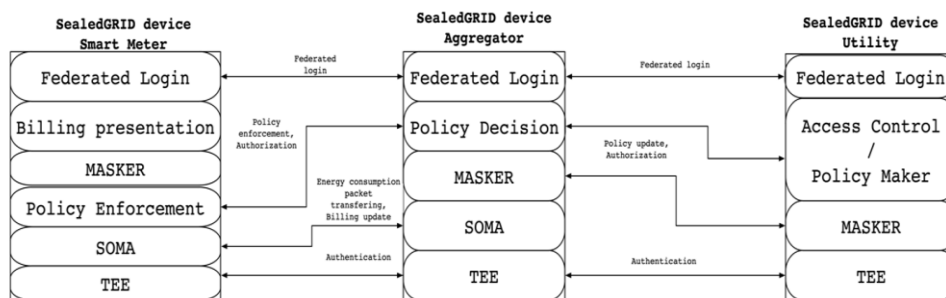 SealedGRID device
Smart Meter
Federated Login
Billing presentation
MASKER
Policy Enforcement
SOMA
TEE
Federated
login
Policy
enforcement,
Authorization
Energy consumption
packet
transfering,
Billing update
Authentication
SealedGRID device
Aggregator
Federated Login
Policy Decision
MASKER
SOMA
TEE
Federated login
Policy update,
Authorization
Authentication
SealedGRID device
Utility
Federated Login
Access Control
/
Policy Maker
MASKER
TEE